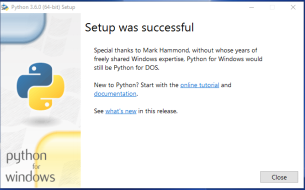 Python 3.6.0 (64-bit) Setup
Setup was successful
Special thanks to Mark Hammond, without whose years of
freely shared Windows expertise, Python for Windows would
still be Python for DOS.
New to Python? Start with the online tutorial and
documentation.
See what's new in this release.
python
for
windows
Close